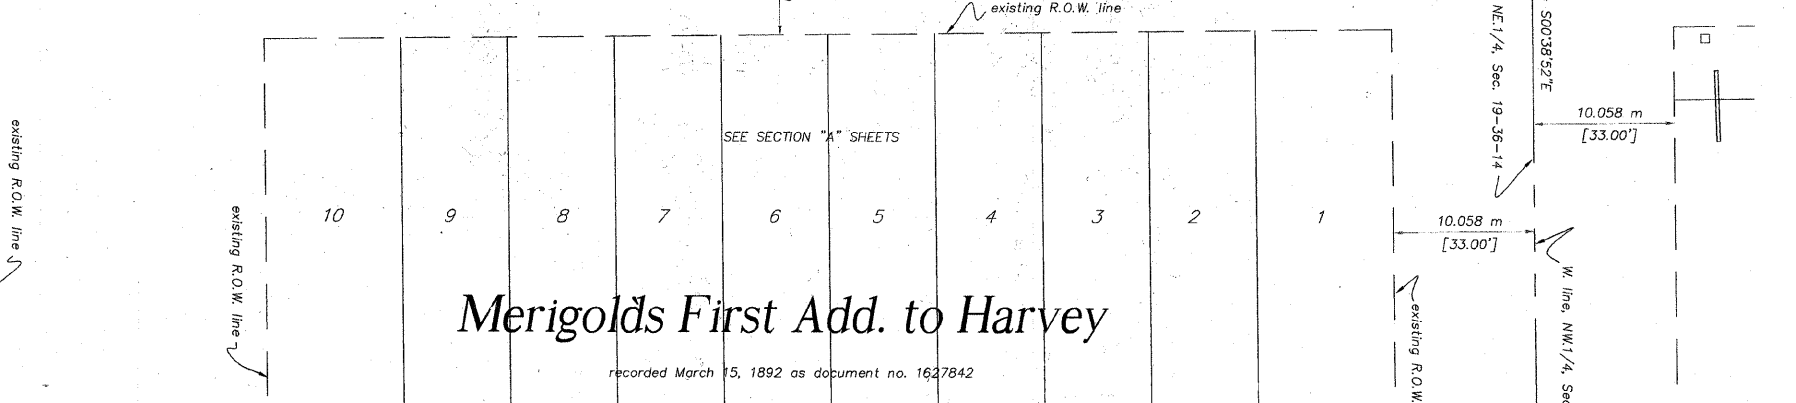 existing R.O.W. line
SEE SECTION "A" SHEETS
existing R.O.W. line
existing R.O.W. line
10 9 8 7 6 5 4 3 2 1
Merigolds First Add. to Harvey
recorded March 15, 1892 as document no. 1627842
existing R.O.W.
10.058 m
[33.00']
NE.1/4, Sec. 19-36-14
S00°38'52"E
10.058 m
[33.00']
W. line, NW.1/4, Sec